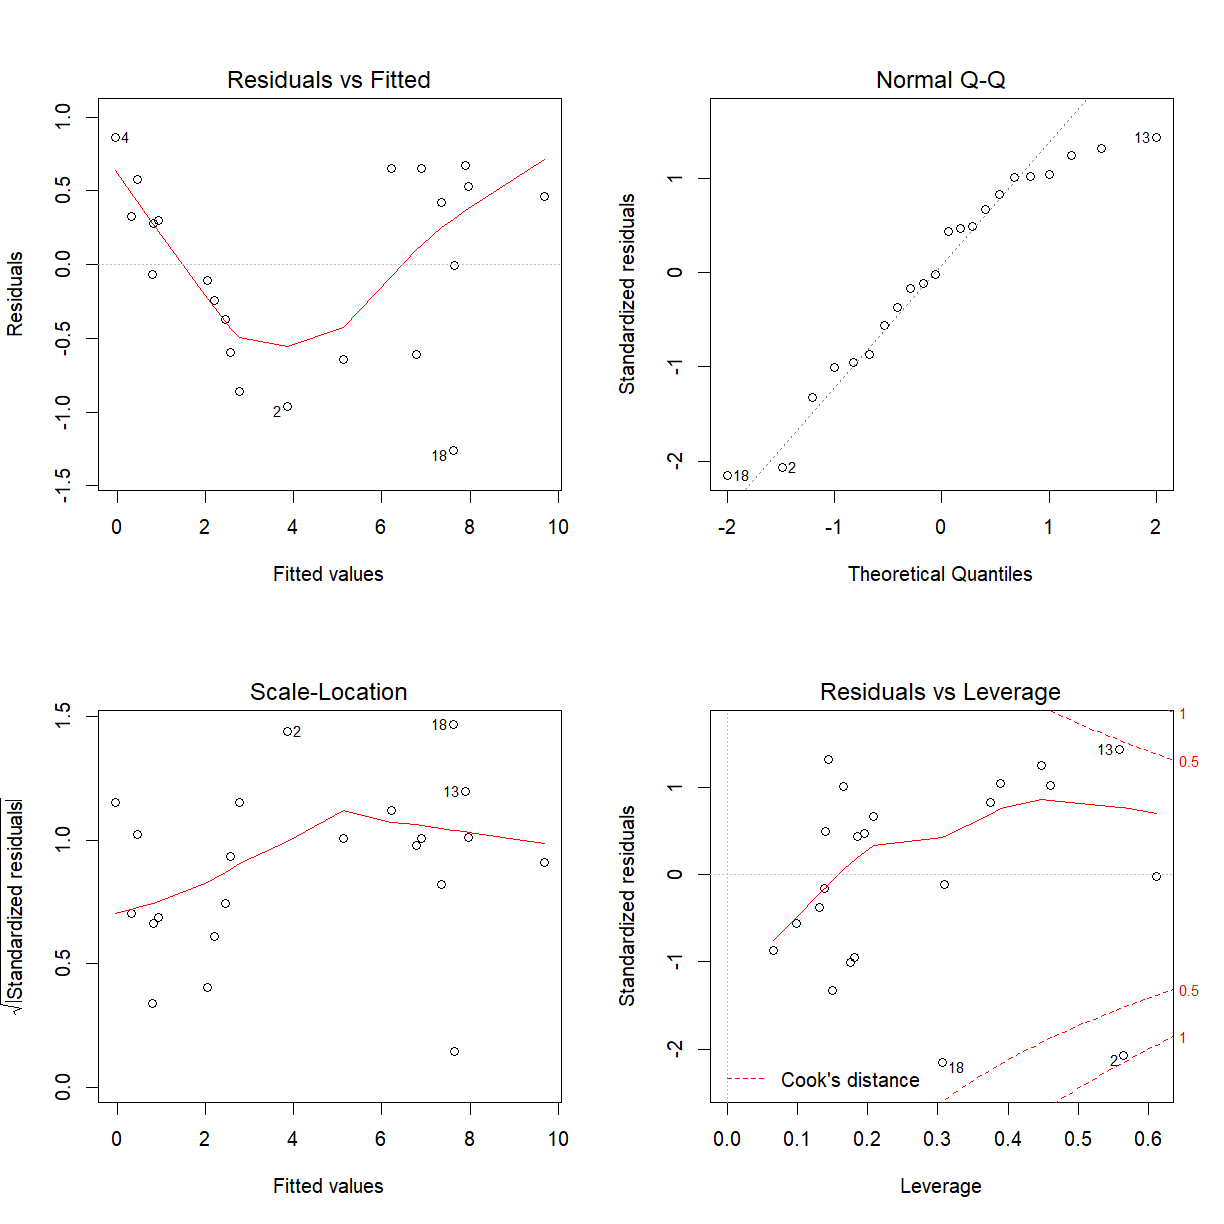 Residuals vs Fitted
1.0
0.5
0.0
-0.5
-1.0
-1.5
Residuals
4
2
18
0 2 4 6 8 10
Fitted values
Normal Q-Q
1
0
-1
-2
Standardized residuals
13
18
2
-2 -1 0 1 2
Theoretical Quantiles
Scale-Location
1.5
1.0
0.5
0.0
√|Standardized residuals|
2
18
13
0 2 4 6 8 10
Fitted values
Residuals vs Leverage
1
0
-1
-2
Standardized residuals
13
18
2
1
0.5
0.5
1
Cook's distance
0.0 0.1 0.2 0.3 0.4 0.5 0.6
Leverage